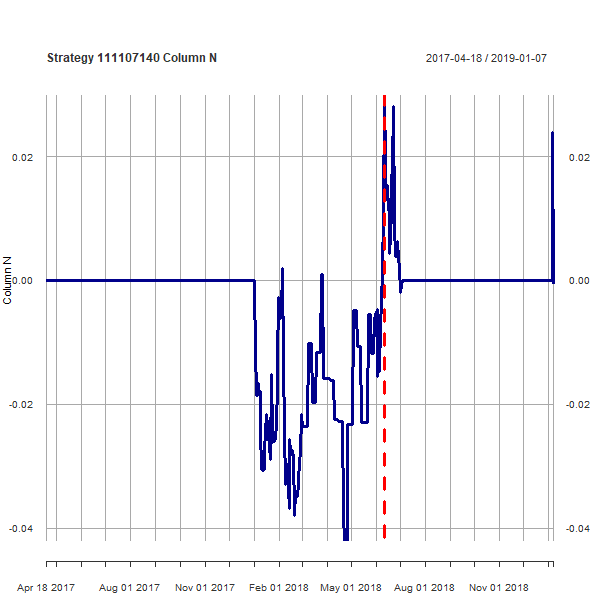 Strategy 111107140 Column N
2017-04-18 / 2019-01-07
0.02
0.02
Column N
0.00
0.00
-0.02
-0.02
-0.04
-0.04
Apr 18 2017
Aug 01 2017
Nov 01 2017
Feb 01 2018
May 01 2018
Aug 01 2018
Nov 01 2018